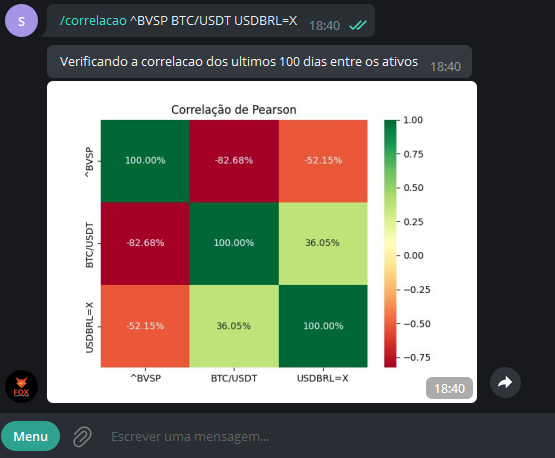 S
/correlacao ^BVSP BTC/USDT USDBRL=X 18:40
Verificando a correlacao dos ultimos 100 dias entre os ativos 18:40
Correlação de Pearson
^BVSP 100.00% -82.68% -52.15%
BTC/USDT -82.68% 100.00% 36.05%
USDBRL=X -52.15% 36.05% 100.00%
^BVSP BTC/USDT USDBRL=X
1.00
0.75
0.50
0.25
0.00
−0.25
−0.50
−0.75
FOX
18:40
Menu Escrever uma mensagem...